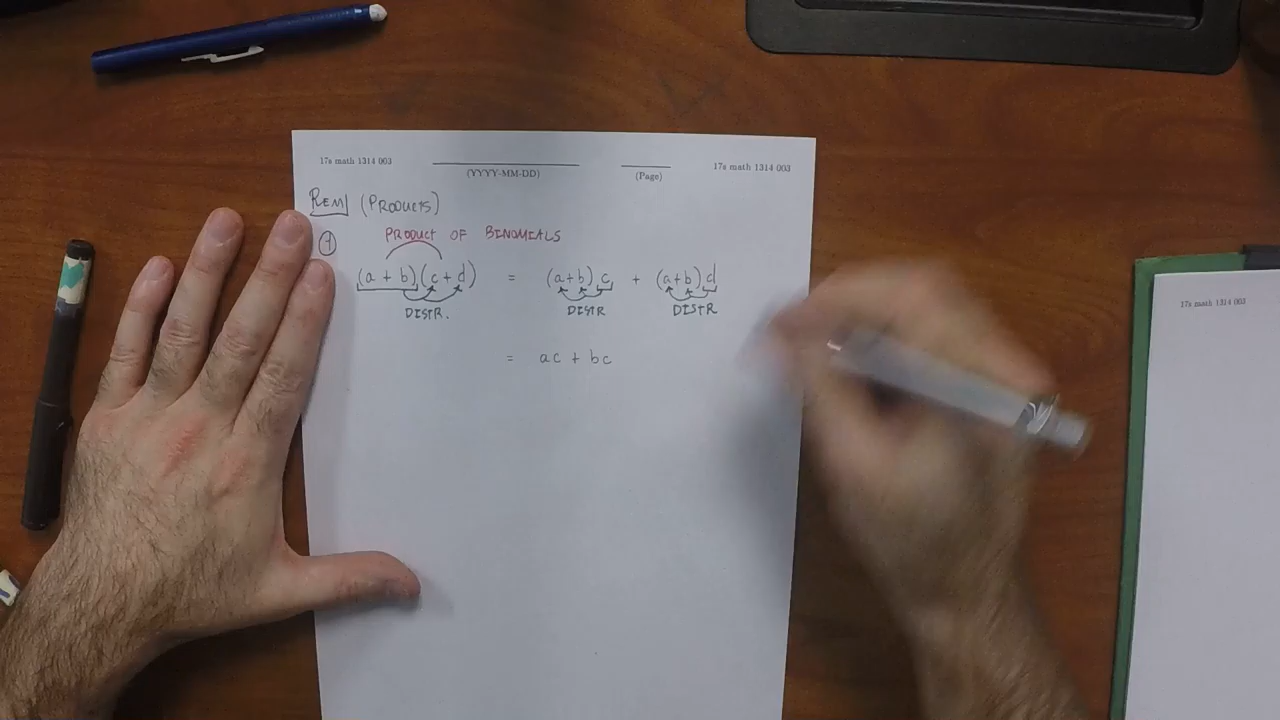 17s math 1314 003 (YYYY-MM-DD) (Page) 17s math 1314 003
REM (PRODUCTS)
1 PRODUCT OF BINOMIALS
(a + b)(c + d) = (a+b) c + (a+b) d
DISTR. DISTR DISTR
= ac + bc
17s math 1314 003